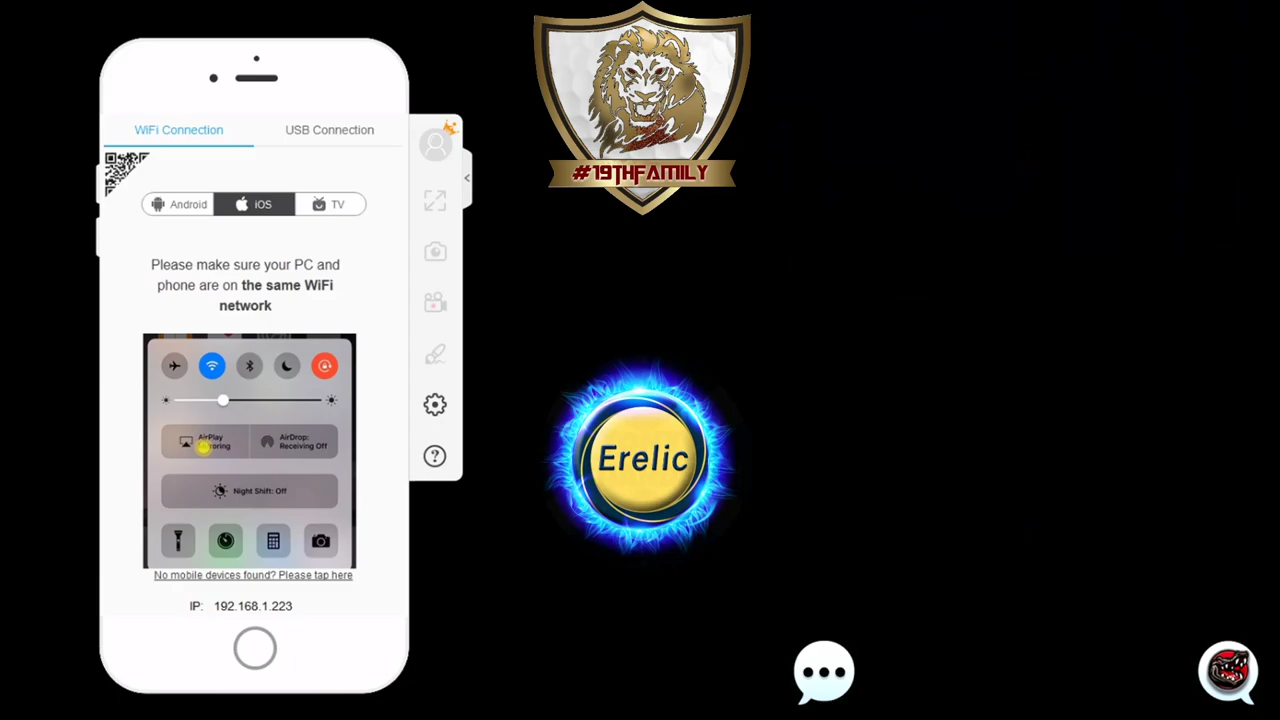 WiFi Connection
USB Connection
Android
iOS
TV
Please make sure your PC and
phone are on the same WiFi
network
AirPlay
AirDrop:
Receiving Off
Night Shift: Off
No mobile devices found? Please tap here
IP: 192.168.1.223
#19THFAMILY
Erelic